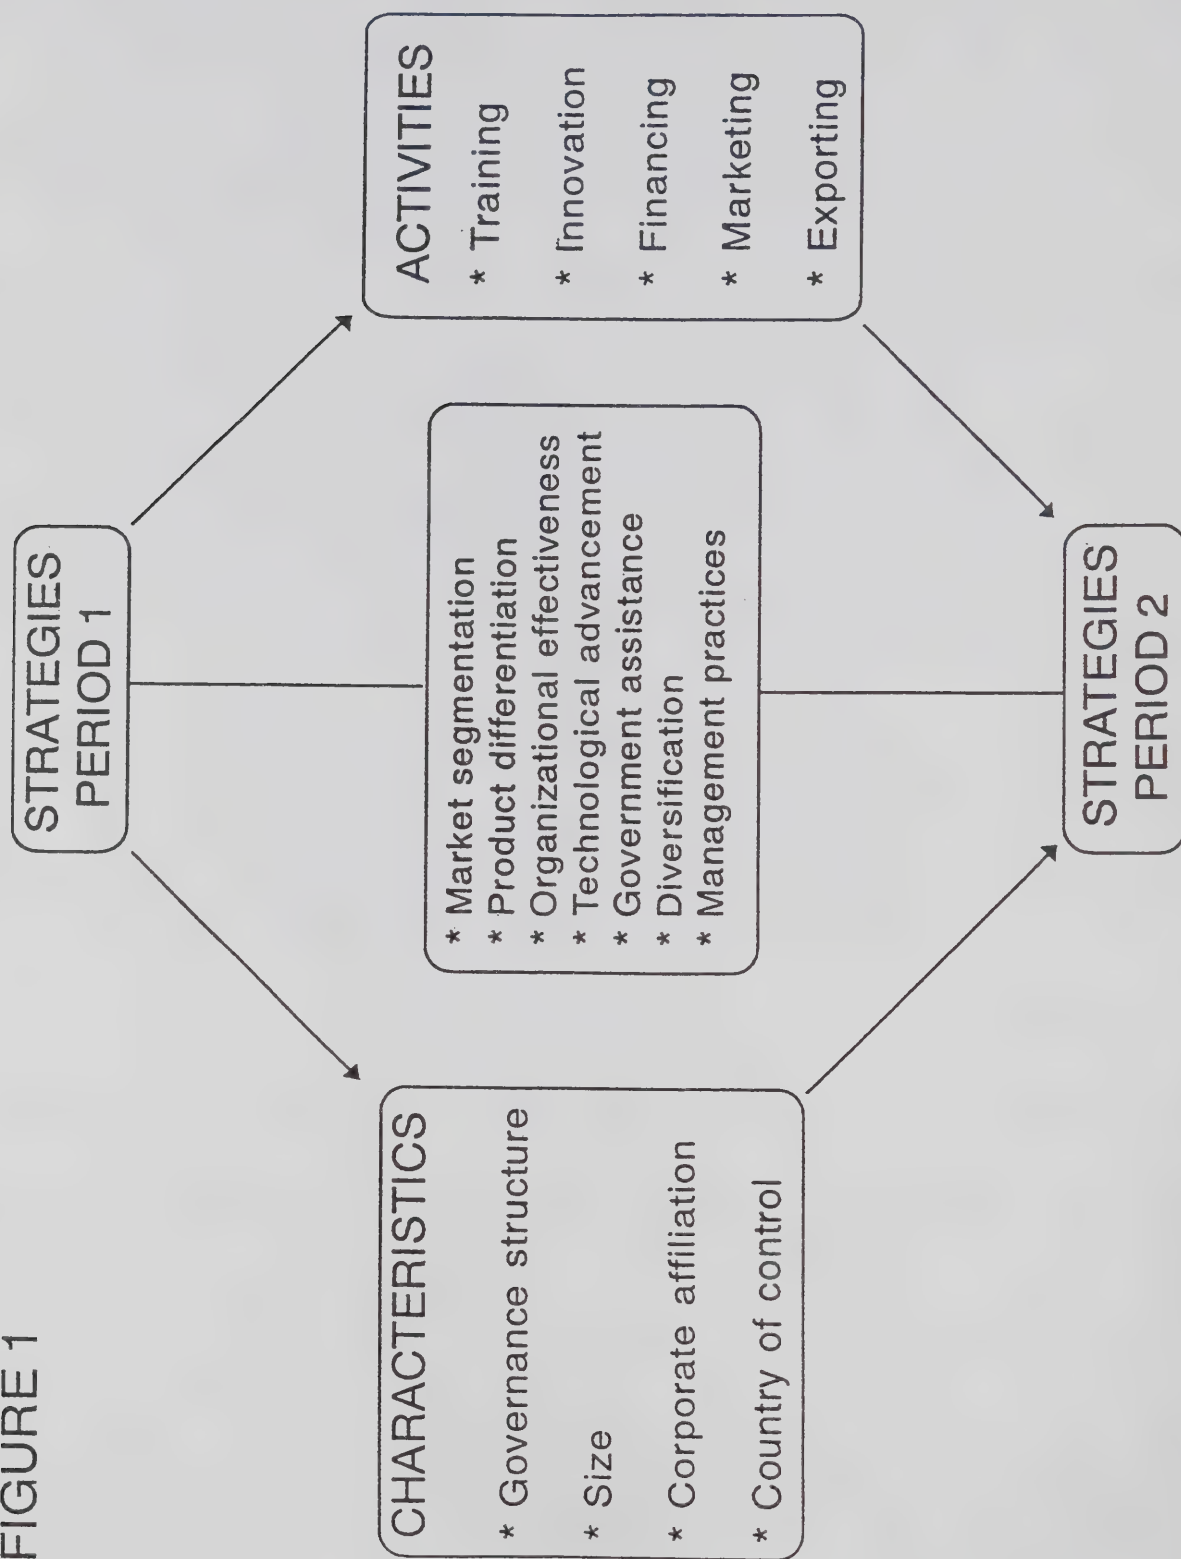 FIGURE 1
STRATEGIES
PERIOD 1
CHARACTERISTICS
* Governance structure
* Size
* Corporate affiliation
* Country of control
* Market segmentation
* Product differentiation
* Organizational effectiveness
* Technological advancement
* Government assistance
* Diversification
* Management practices
ACTIVITIES
* Training
* Innovation
* Financing
* Marketing
* Exporting
STRATEGIES
PERIOD 2